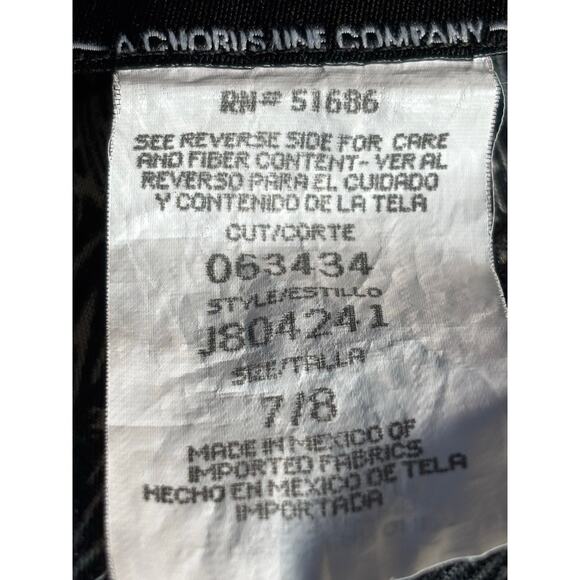 A CHORUS LINE COMPANY
RN# 51686
SEE REVERSE SIDE FOR CARE
AND FIBER CONTENT- VER AL
REVERSO PARA EL CUIDADO
Y CONTENIDO DE LA TELA
CUT/CORTE
063434
STYLE/ESTILLO
J804241
SIZE/TALLA
7/8
MADE IN MEXICO OF
IMPORTED FABRICS
HECHO EN MEXICO DE TELA
IMPORTADA